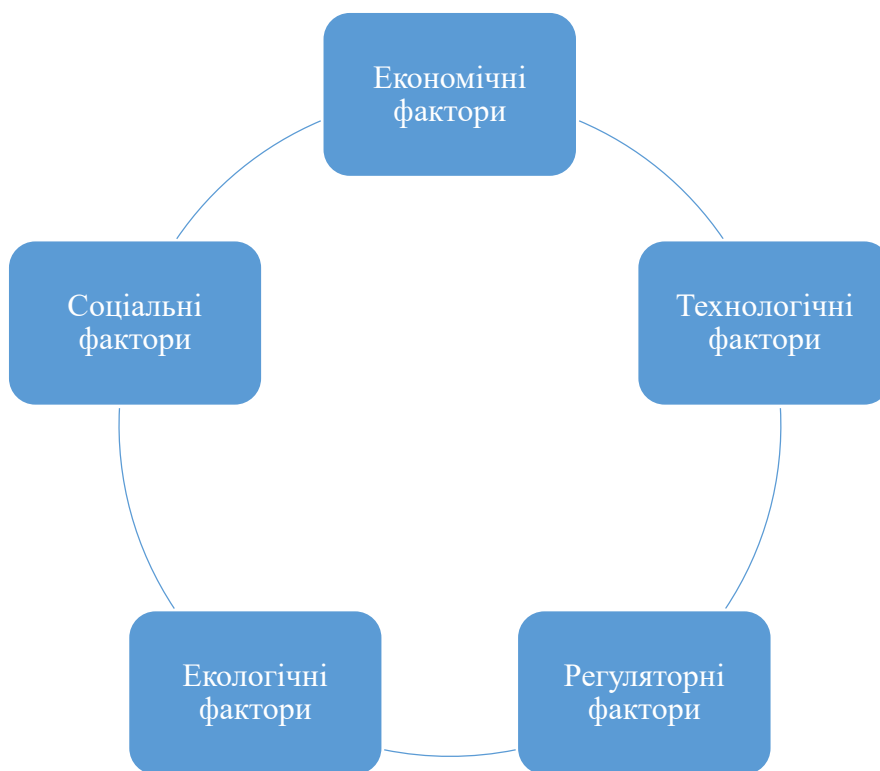 Економічні
фактори
Технологічні
фактори
Регуляторні
фактори
Екологічні
фактори
Соціальні
фактори